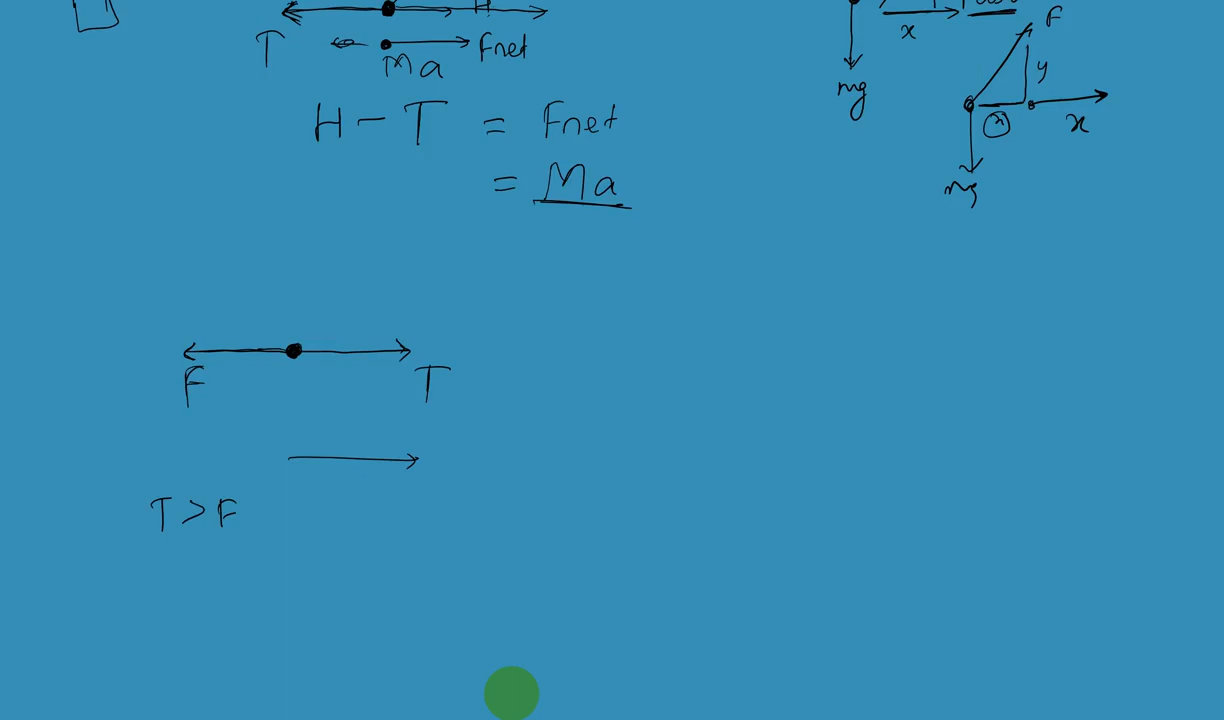 H
T
Fnet
Ma
H - T = Fnet
= Ma
F
T
T > F
x
mg
F
y
x
x
mg